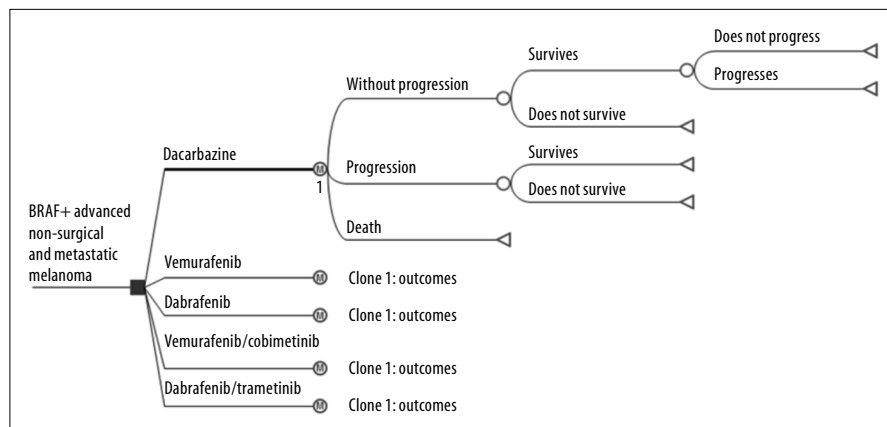 Does not progress
Survives
Progresses
Without progression
Does not survive
Dacarbazine
Survives
M
Progression
1
Does not survive
BRAF+ advanced
non-surgical
and metastatic
melanoma
Death
Vemurafenib
M Clone 1: outcomes
Dabrafenib
M Clone 1: outcomes
Vemurafenib/cobimetinib
M Clone 1: outcomes
Dabrafenib/trametinib
M Clone 1: outcomes